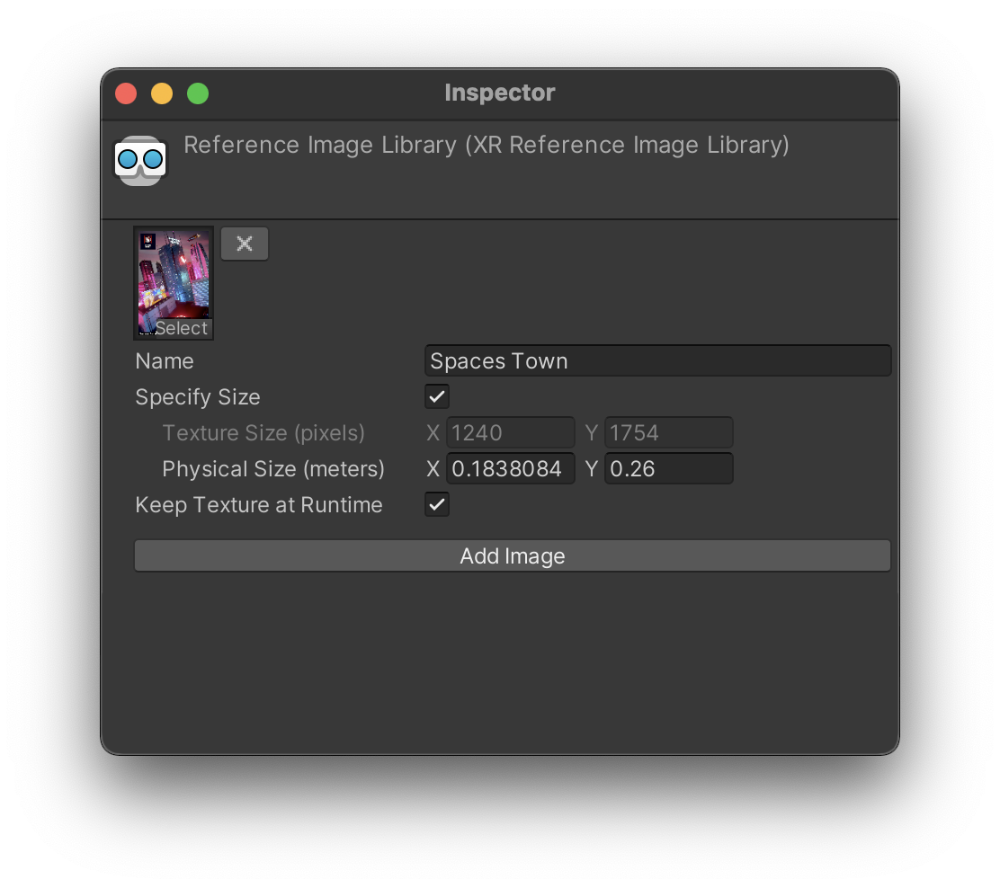 Inspector
Reference Image Library (XR Reference Image Library)
Select
Name Spaces Town
Specify Size
Texture Size (pixels) X 1240 Y 1754
Physical Size (meters) X 0.1838084 Y 0.26
Keep Texture at Runtime
Add Image